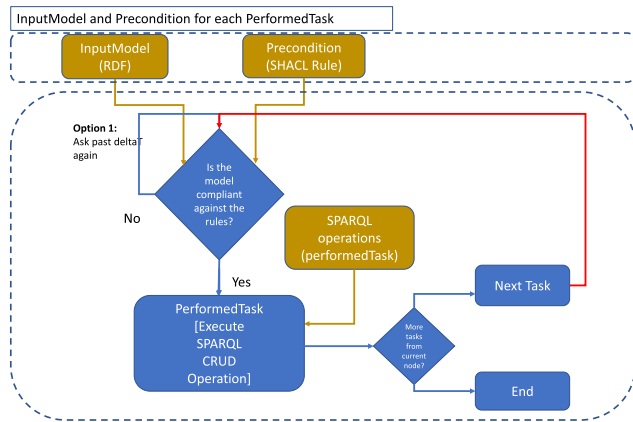 InputModel and Precondition for each PerformedTask
InputModel
(RDF)
Precondition
(SHACL Rule)
Option 1:
Ask past deltaT
again
Is the
model
compliant
against the
rules?
No
Yes
SPARQL
operations
(performedTask)
PerformedTask
[Execute
SPARQL
CRUD
Operation]
More
tasks
from
current
node?
Next Task
End